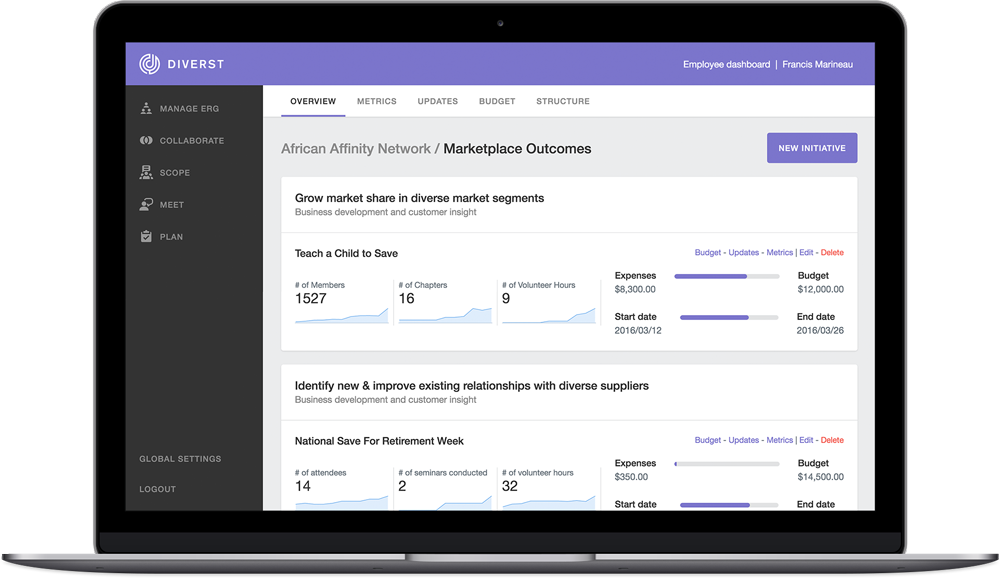 DIVERST
Employee dashboard | Francis Marineau
MANAGE ERG
COLLABORATE
SCOPE
MEET
PLAN
GLOBAL SETTINGS
LOGOUT
OVERVIEW METRICS UPDATES BUDGET STRUCTURE
African Affinity Network / Marketplace Outcomes
NEW INITIATIVE
Grow market share in diverse market segments
Business development and customer insight
Teach a Child to Save
Budget - Updates - Metrics | Edit - Delete
# of Members
1527
# of Chapters
16
# of Volunteer Hours
9
Expenses
$8,300.00
Budget
$12,000.00
Start date
2016/03/12
End date
2016/03/26
Identify new & improve existing relationships with diverse suppliers
Business development and customer insight
National Save For Retirement Week
Budget - Updates - Metrics | Edit - Delete
# of attendees
14
# of seminars conducted
2
# of volunteer hours
32
Expenses
$350.00
Budget
$14,500.00
Start date
End date